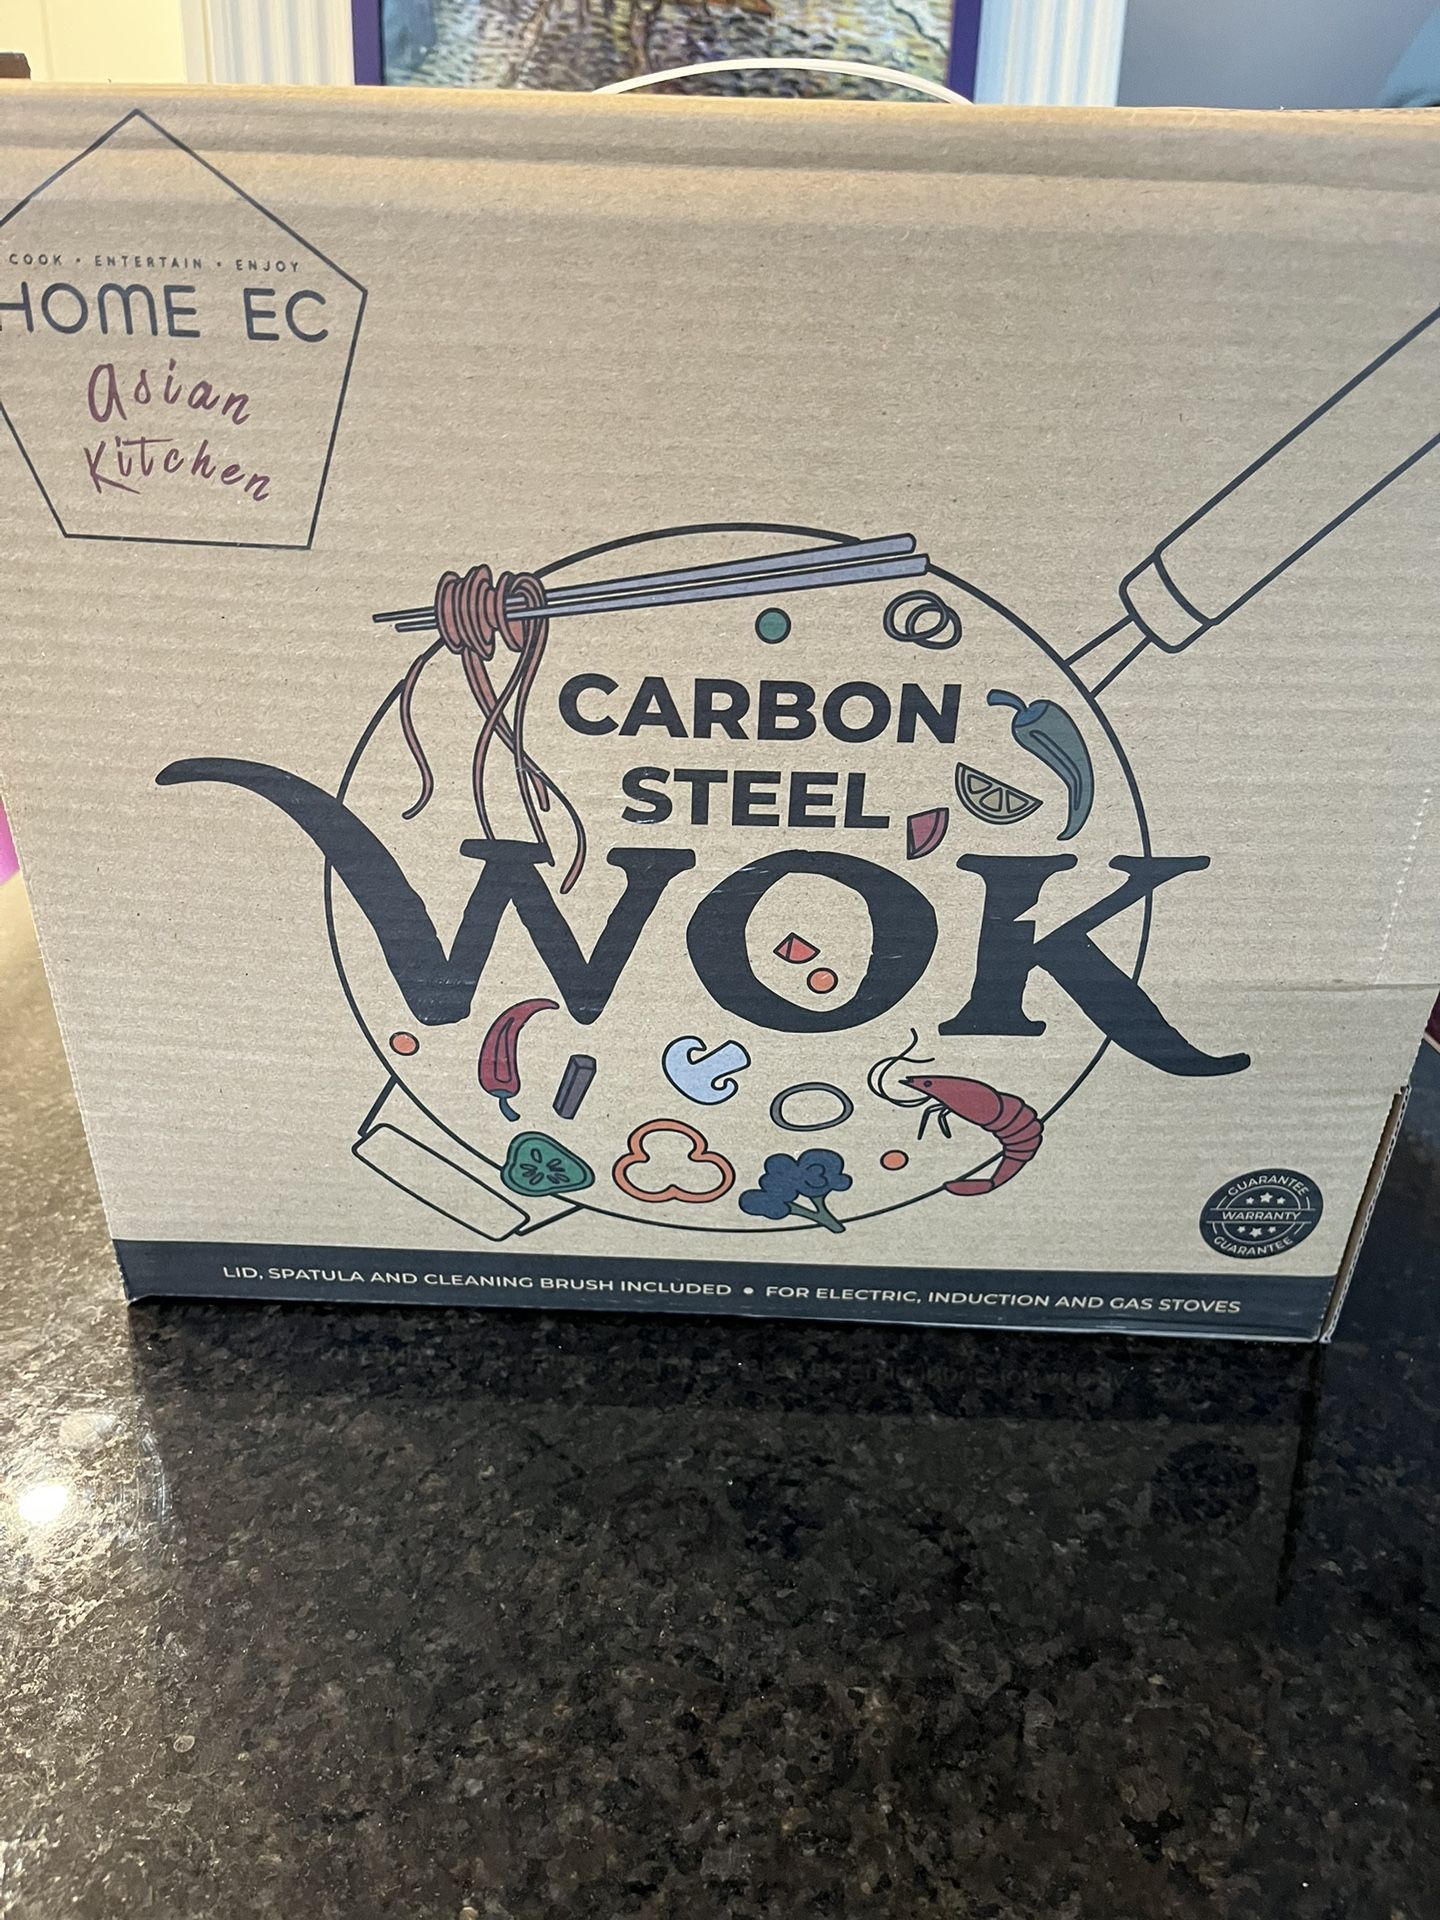 COOK • ENTERTAIN • ENJOY
HOME EC
Asian
Kitchen
CARBON
STEEL
WOK
GUARANTEE
WARRANTY
GUARANTEE
LID, SPATULA AND CLEANING BRUSH INCLUDED • FOR ELECTRIC, INDUCTION AND GAS STOVES